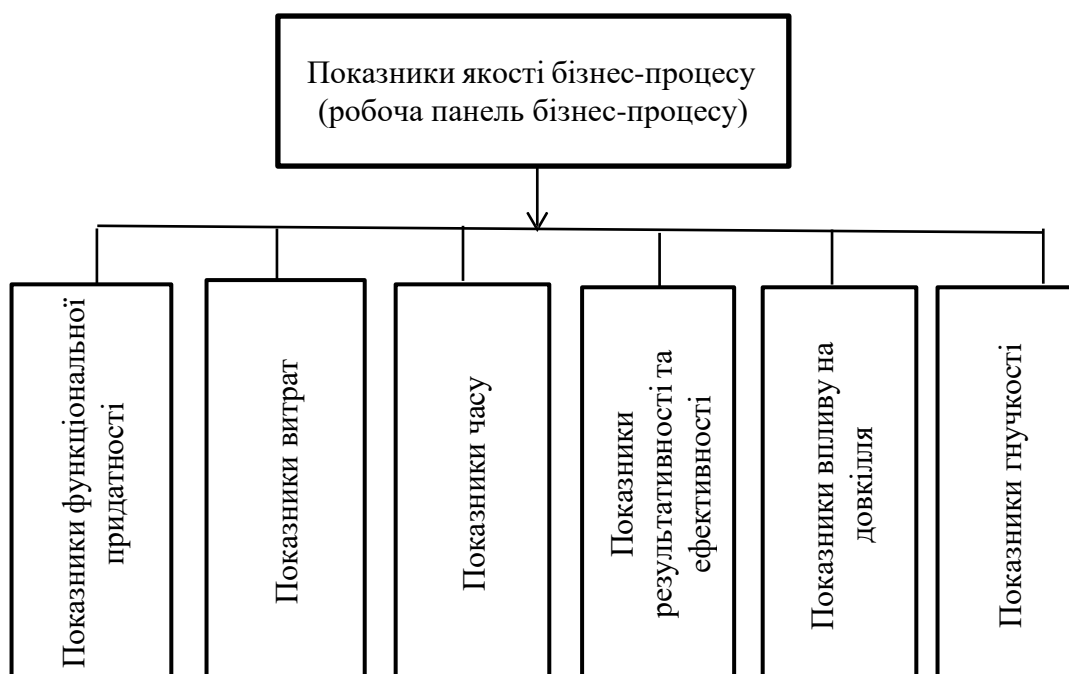 Показники якості бізнес-процесу
(робоча панель бізнес-процесу)
Показники функціональної
придатності
Показники витрат
Показники часу
Показники
результативності та
ефективності
Показники впливу на
довкілля
Показники гнучкості